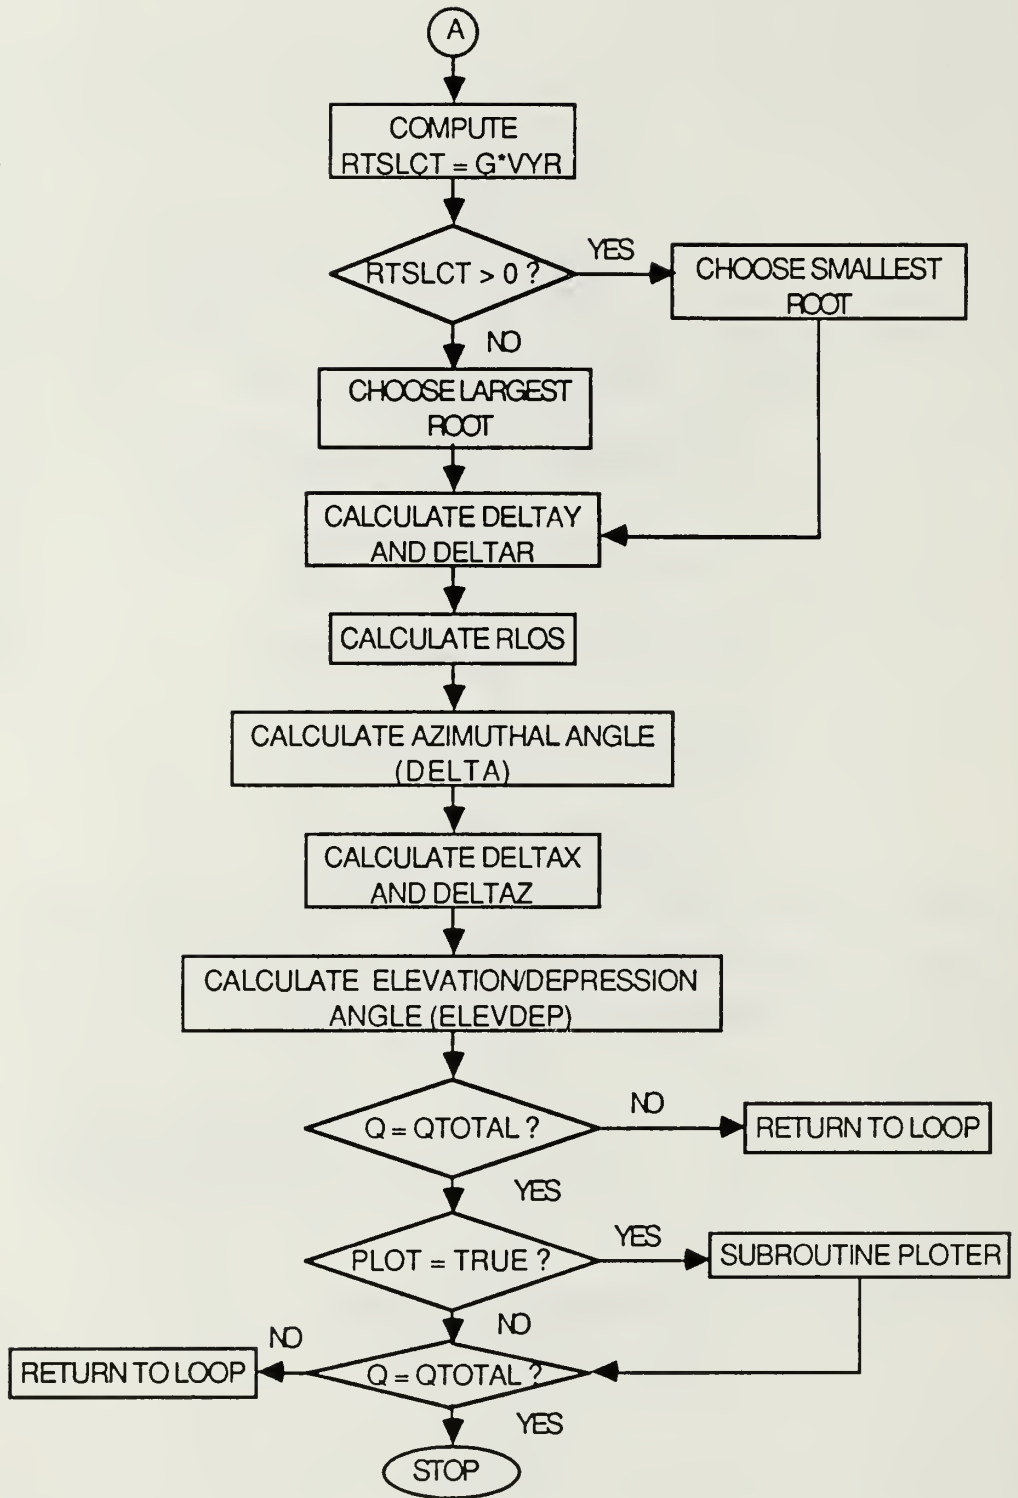 A
COMPUTE
RTSLCT = G*VYR
RTSLCT > 0 ?
YES
CHOOSE SMALLEST
ROOT
NO
CHOOSE LARGEST
ROOT
CALCULATE DELTAY
AND DELTAR
CALCULATE RLOS
CALCULATE AZIMUTHAL ANGLE
(DELTA)
CALCULATE DELTAX
AND DELTAZ
CALCULATE ELEVATION/DEPRESSION
ANGLE (ELEVDEP)
Q = QTOTAL ?
NO
RETURN TO LOOP
YES
PLOT = TRUE ?
YES
SUBROUTINE PLOTER
NO
NO
RETURN TO LOOP
Q = QTOTAL ?
YES
STOP